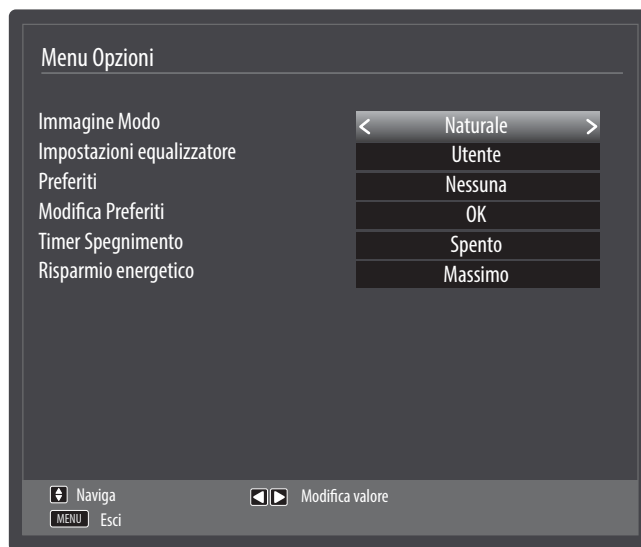 Menu Opzioni
< Immagine Modo Naturale >
Impostazioni equalizzatore Utente
Preferiti Nessuna
Modifica Preferiti OK
Timer Spegnimento Spento
Risparmio energetico Massimo
Naviga Modifica valore
MENU Esci